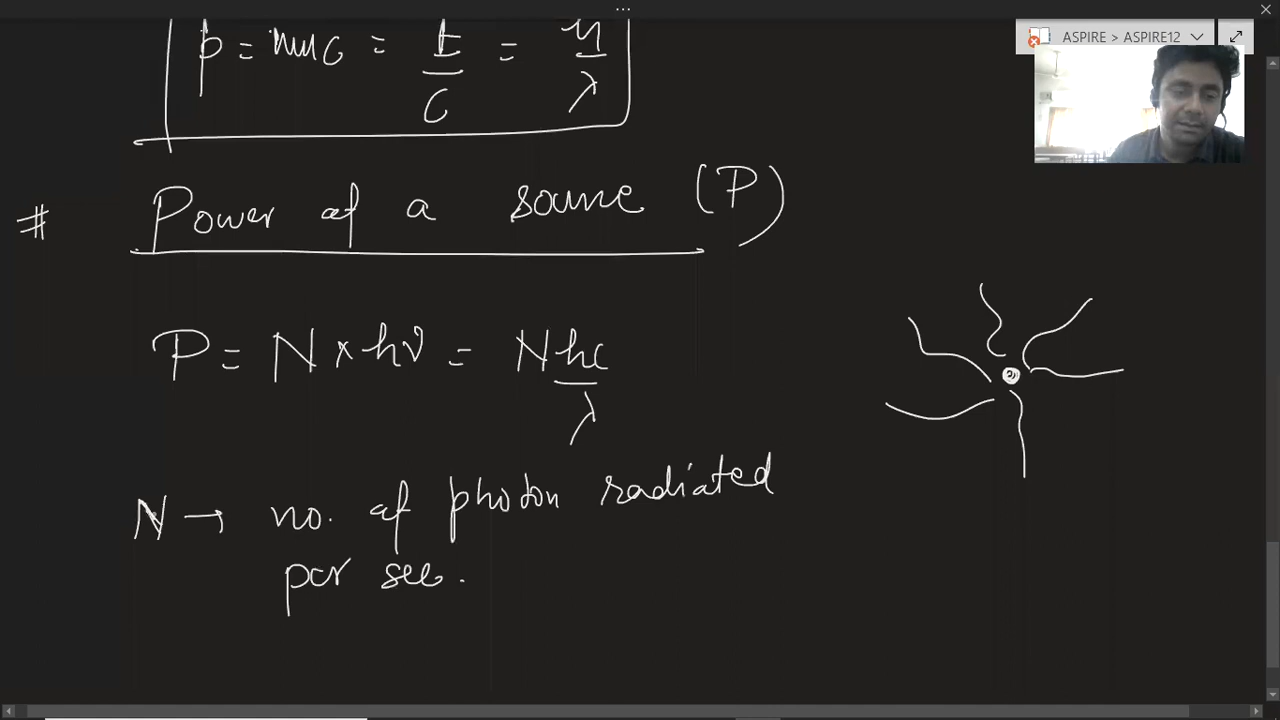 ASPIRE > ASPIRE12
p = mc = E/C = h/λ
# Power of a source (P)
P = N × hν = Nhc/λ
N → no. of photon radiated
per sec.